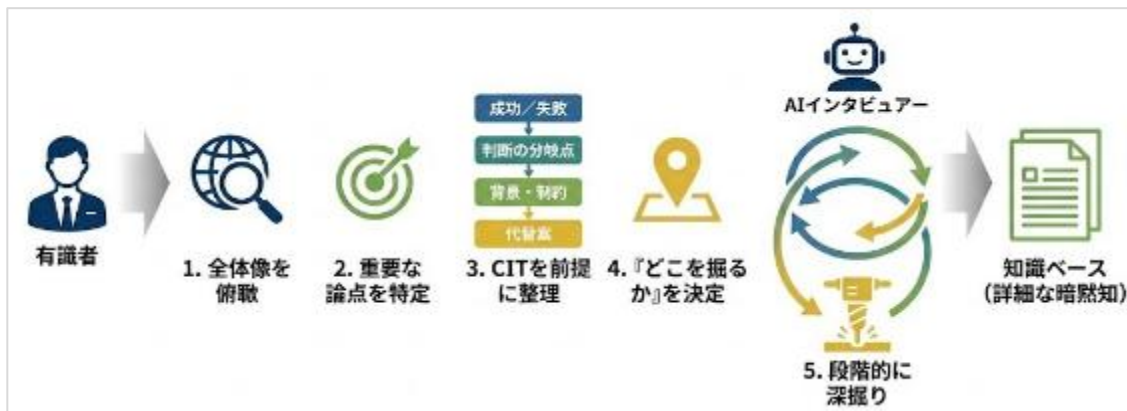 有識者
1. 全体像を
俯瞰
2. 重要な
論点を特定
成功／失敗
判断の分岐点
背景・制約
代替案
3. CITを前提
に整理
4.『どこを掘る
か』を決定
AIインタビュアー
5. 段階的に
深掘り
知識ベース
（詳細な暗黙知）